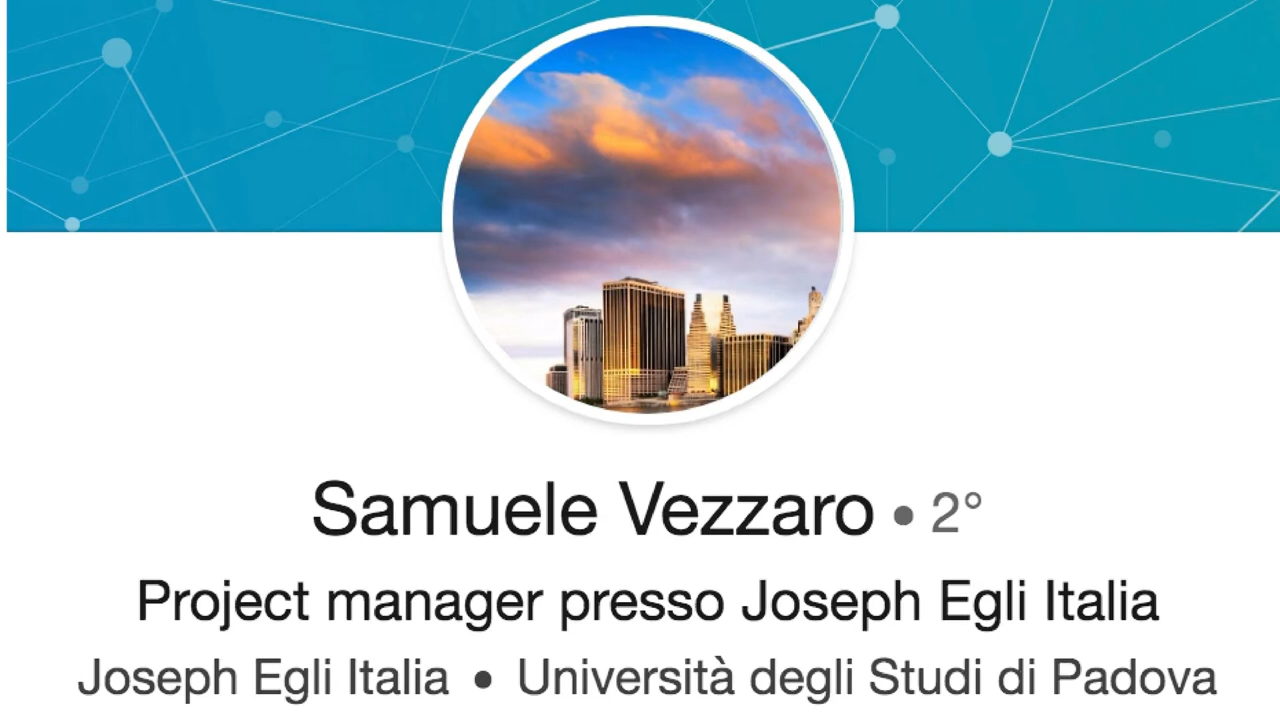 Samuele Vezzaro • 2°
Project manager presso Joseph Egli Italia
Joseph Egli Italia • Università degli Studi di Padova